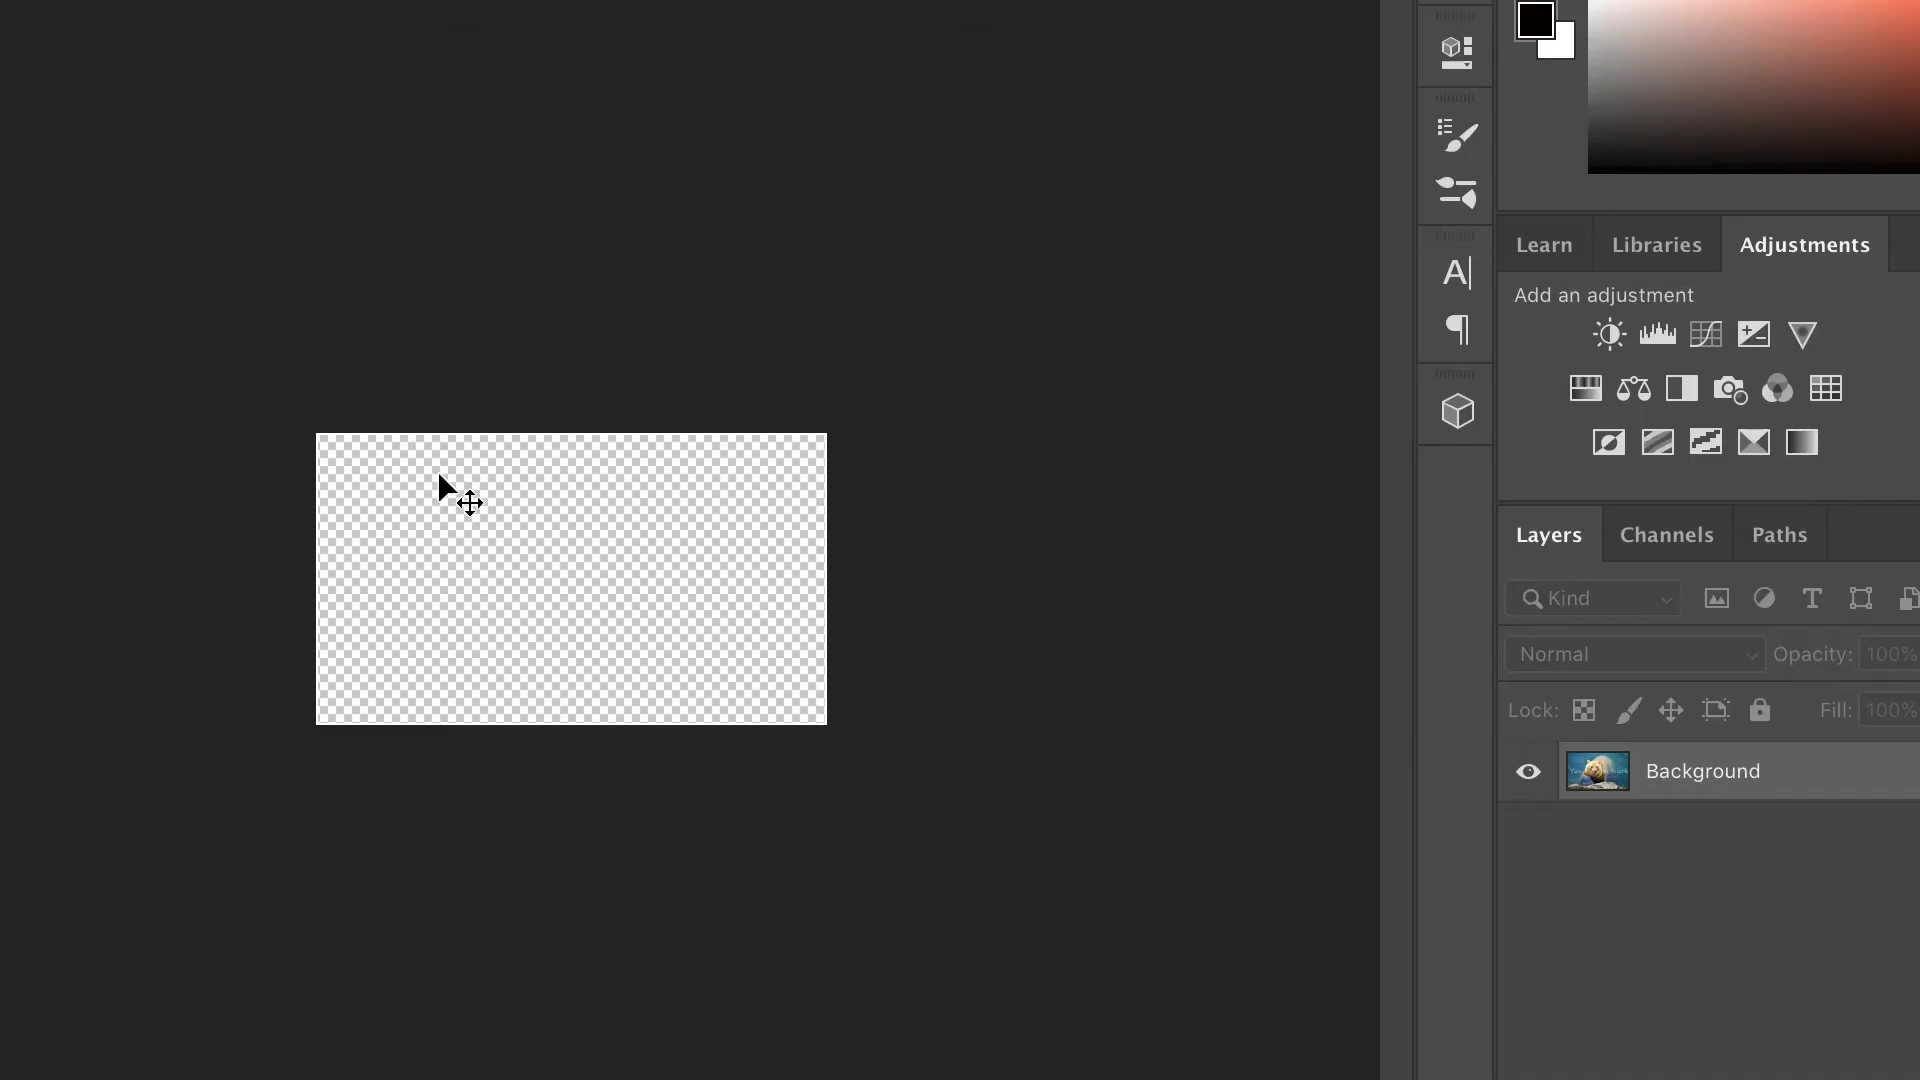 Learn Libraries Adjustments
Add an adjustment
Layers Channels Paths
Kind
Normal Opacity: 100%
Lock: Fill: 100%
Background